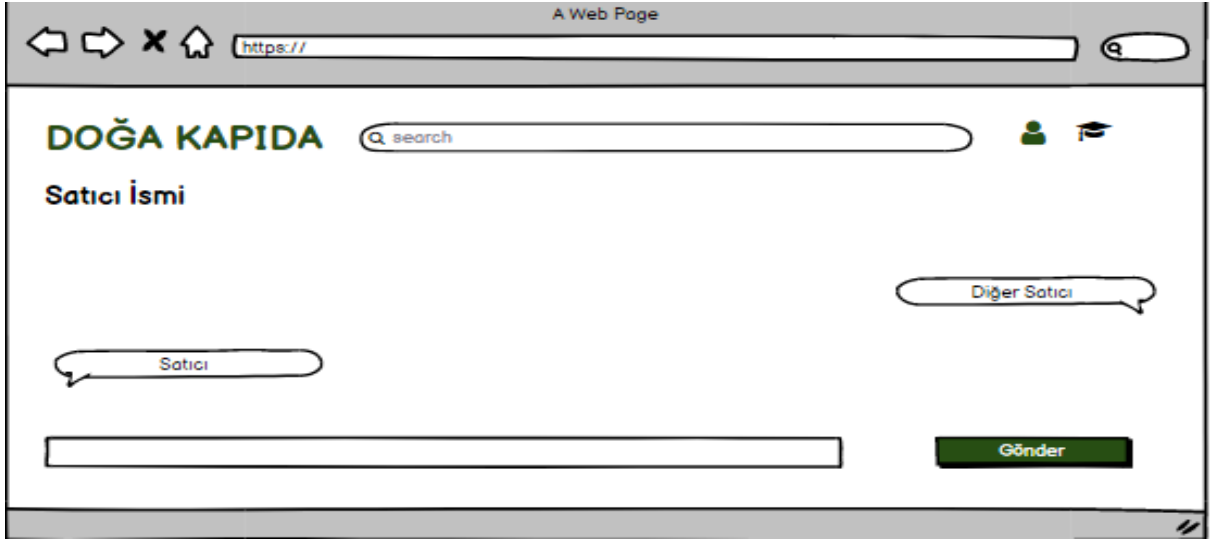 A Web Page
https://
DOĞA KAPIDA
search
Satıcı İsmi
Diğer Satıcı
Satıcı
Gönder